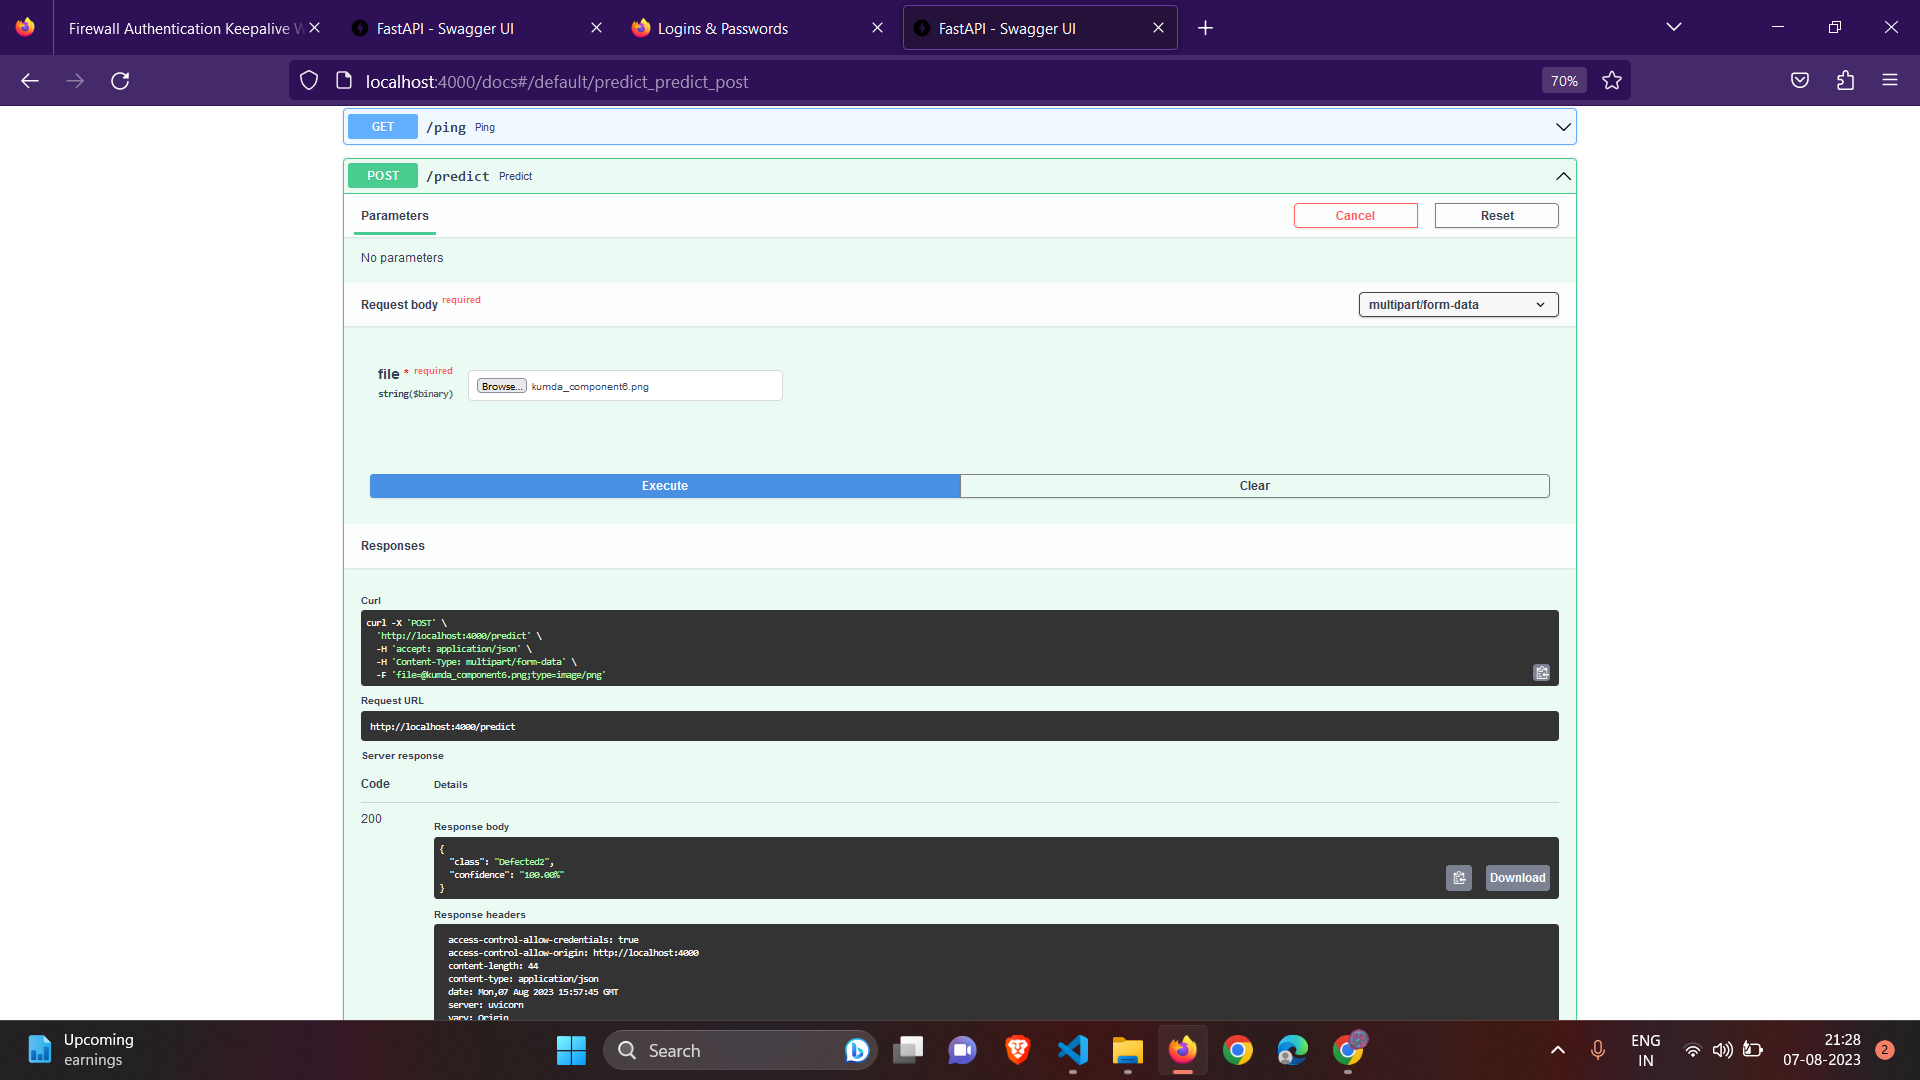 Firewall Authentication Keepalive W
FastAPI - Swagger UI
Logins & Passwords
FastAPI - Swagger UI
localhost:4000/docs#/default/predict_predict_post
70%
GET /ping Ping
POST /predict Predict
Parameters
Cancel
Reset
No parameters
Request body required
multipart/form-data
file * required
string($binary)
Browse... kumda_component6.png
Execute
Clear
Responses
Curl
curl -X 'POST' \
'http://localhost:4000/predict' \
-H 'accept: application/json' \
-H 'Content-Type: multipart/form-data' \
-F 'file=@kumda_component6.png;type=image/png'
Request URL
http://localhost:4000/predict
Server response
Code Details
200
Response body
{
"class": "Defected2",
"confidence": "100.00%"
}
Download
Response headers
access-control-allow-credentials: true
access-control-allow-origin: http://localhost:4000
content-length: 44
content-type: application/json
date: Mon,07 Aug 2023 15:57:45 GMT
server: uvicorn
vary: Origin
Upcoming
earnings
Search
ENG
IN
21:28
07-08-2023
2